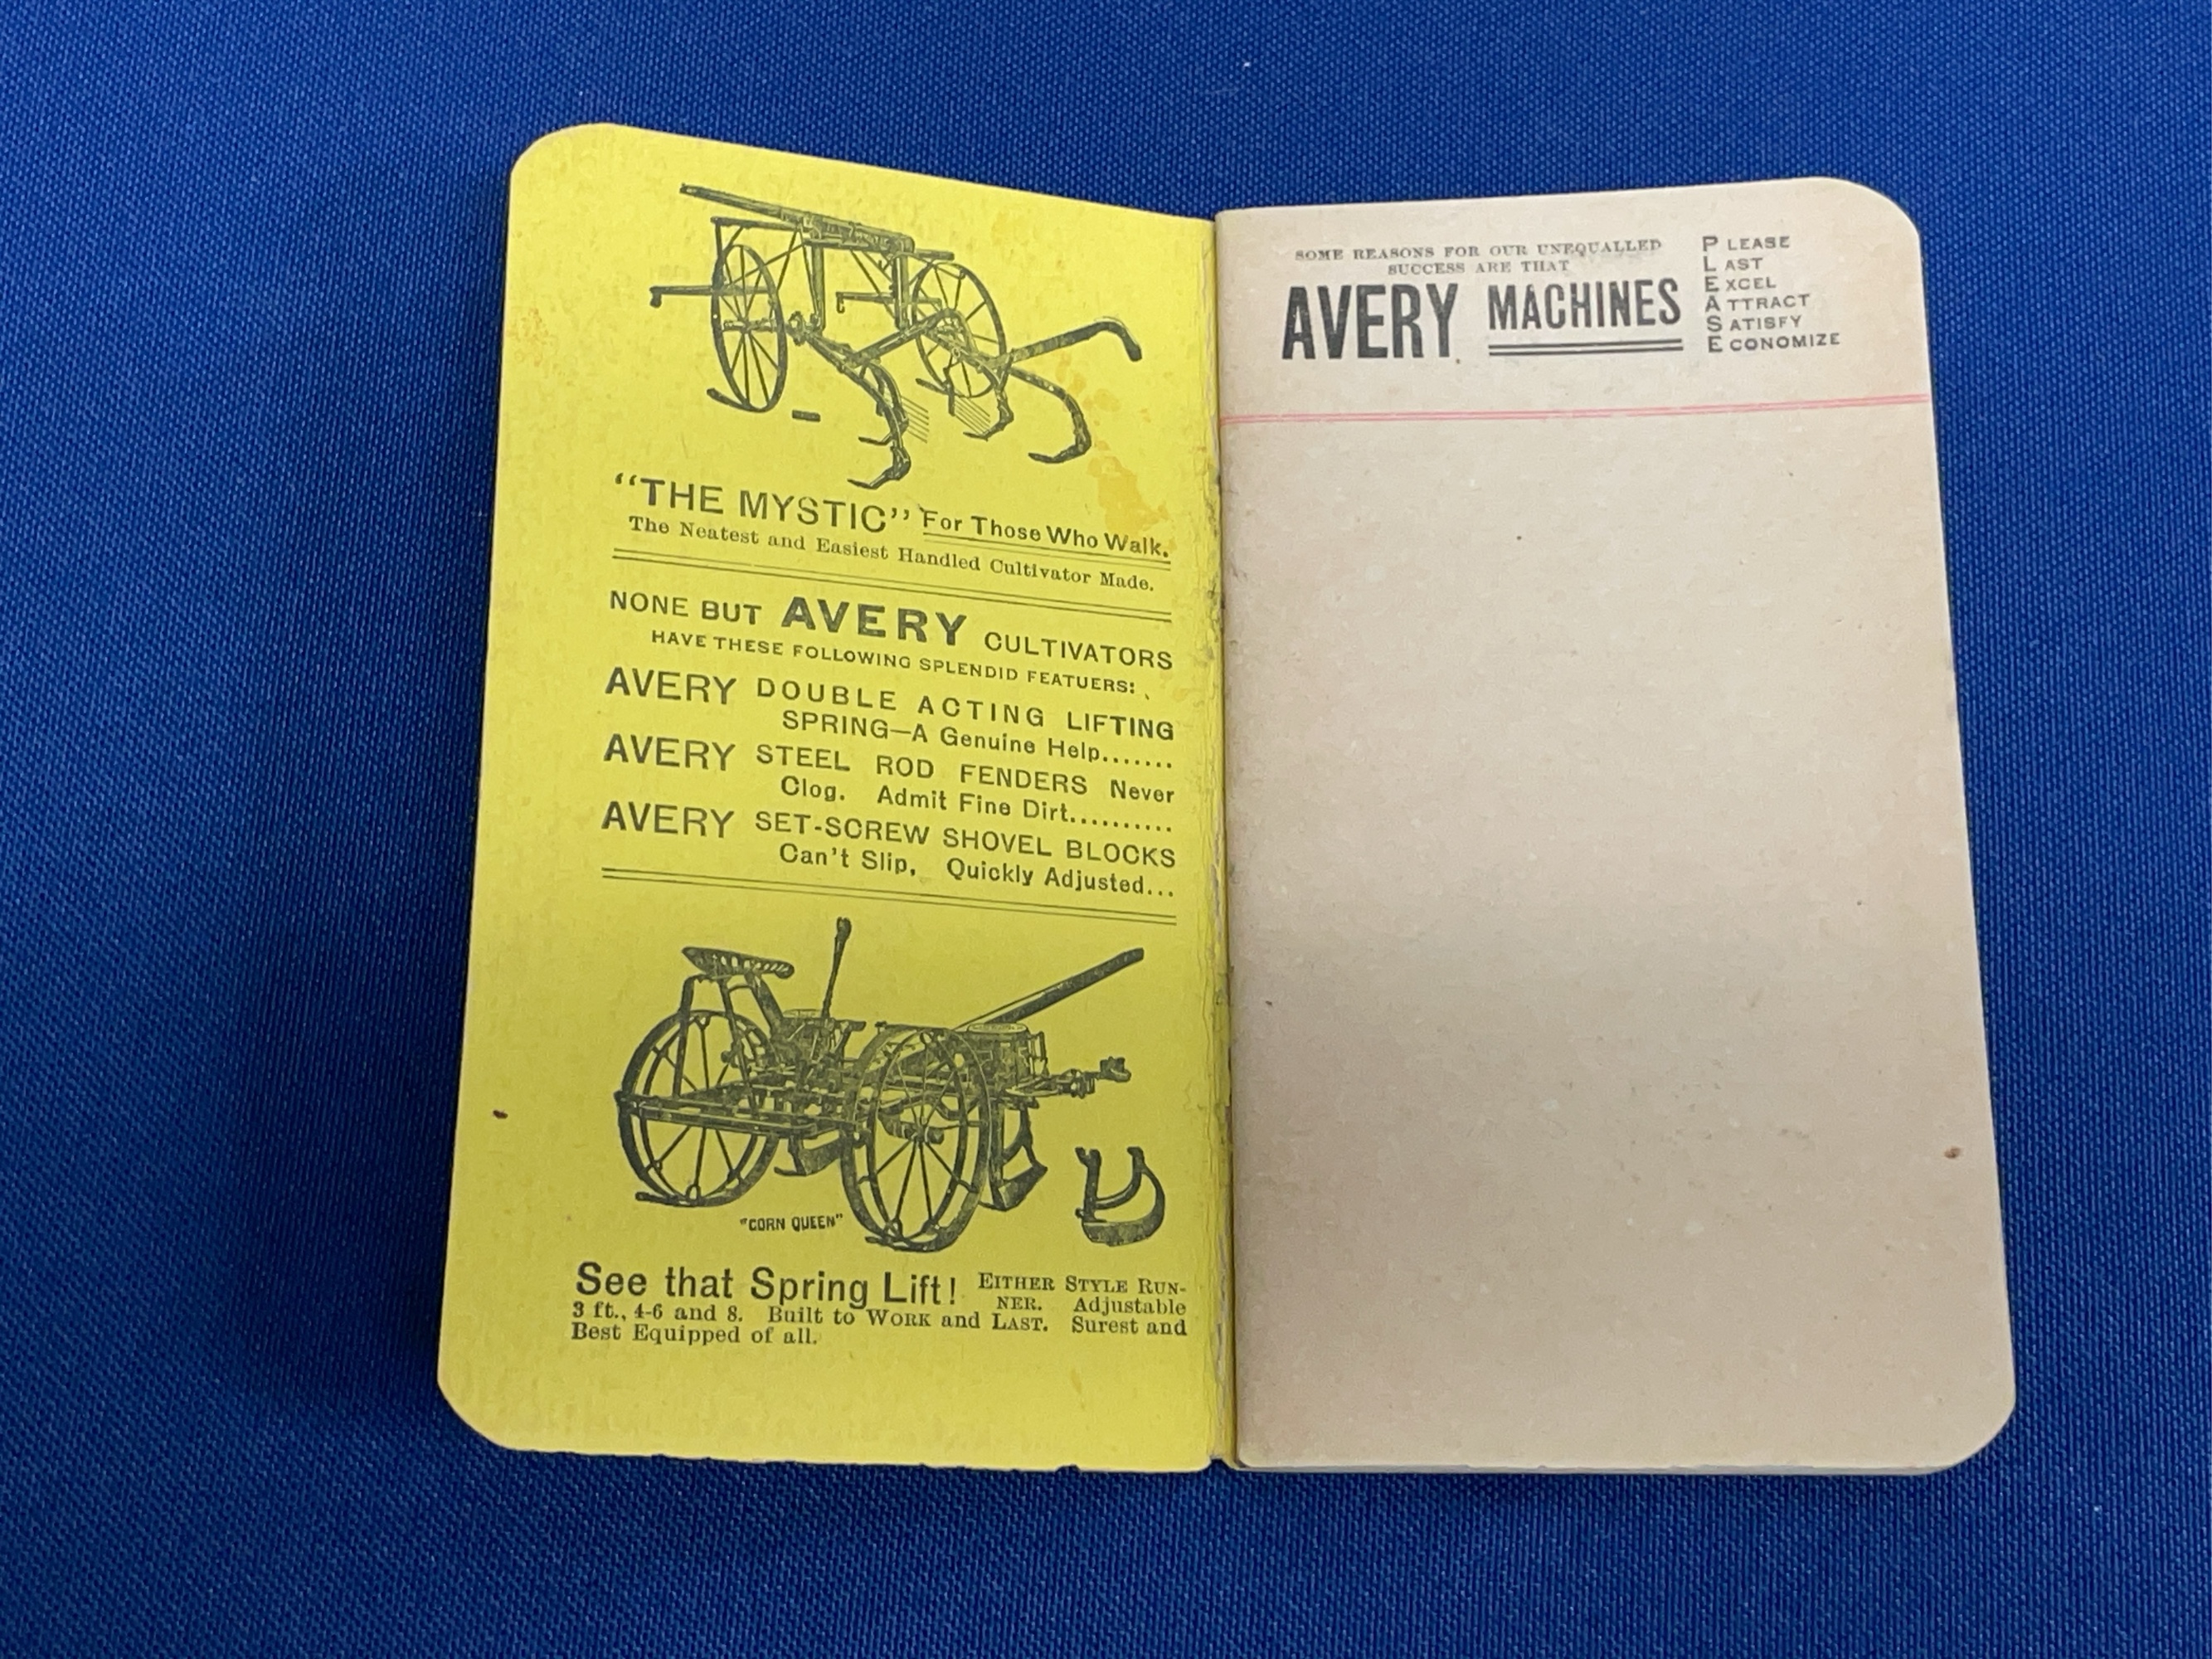 "THE MYSTIC" For Those Who Walk.
The Neatest and Easiest Handled Cultivator Made.
NONE BUT AVERY CULTIVATORS
HAVE THESE FOLLOWING SPLENDID FEATUERS:
AVERY DOUBLE ACTING LIFTING
SPRING—A Genuine Help.......
AVERY STEEL ROD FENDERS Never
Clog. Admit Fine Dirt..........
AVERY SET-SCREW SHOVEL BLOCKS
Can't Slip, Quickly Adjusted...
"CORN QUEEN"
See that Spring Lift! EITHER STYLE RUN-
NER. Adjustable
3 ft., 4-6 and 8. Built to WORK and LAST. Surest and
Best Equipped of all.
SOME REASONS FOR OUR UNEQUALLED
SUCCESS ARE THAT
AVERY MACHINES
PLEASE
LAST
EXCEL
ATTRACT
SATISFY
ECONOMIZE